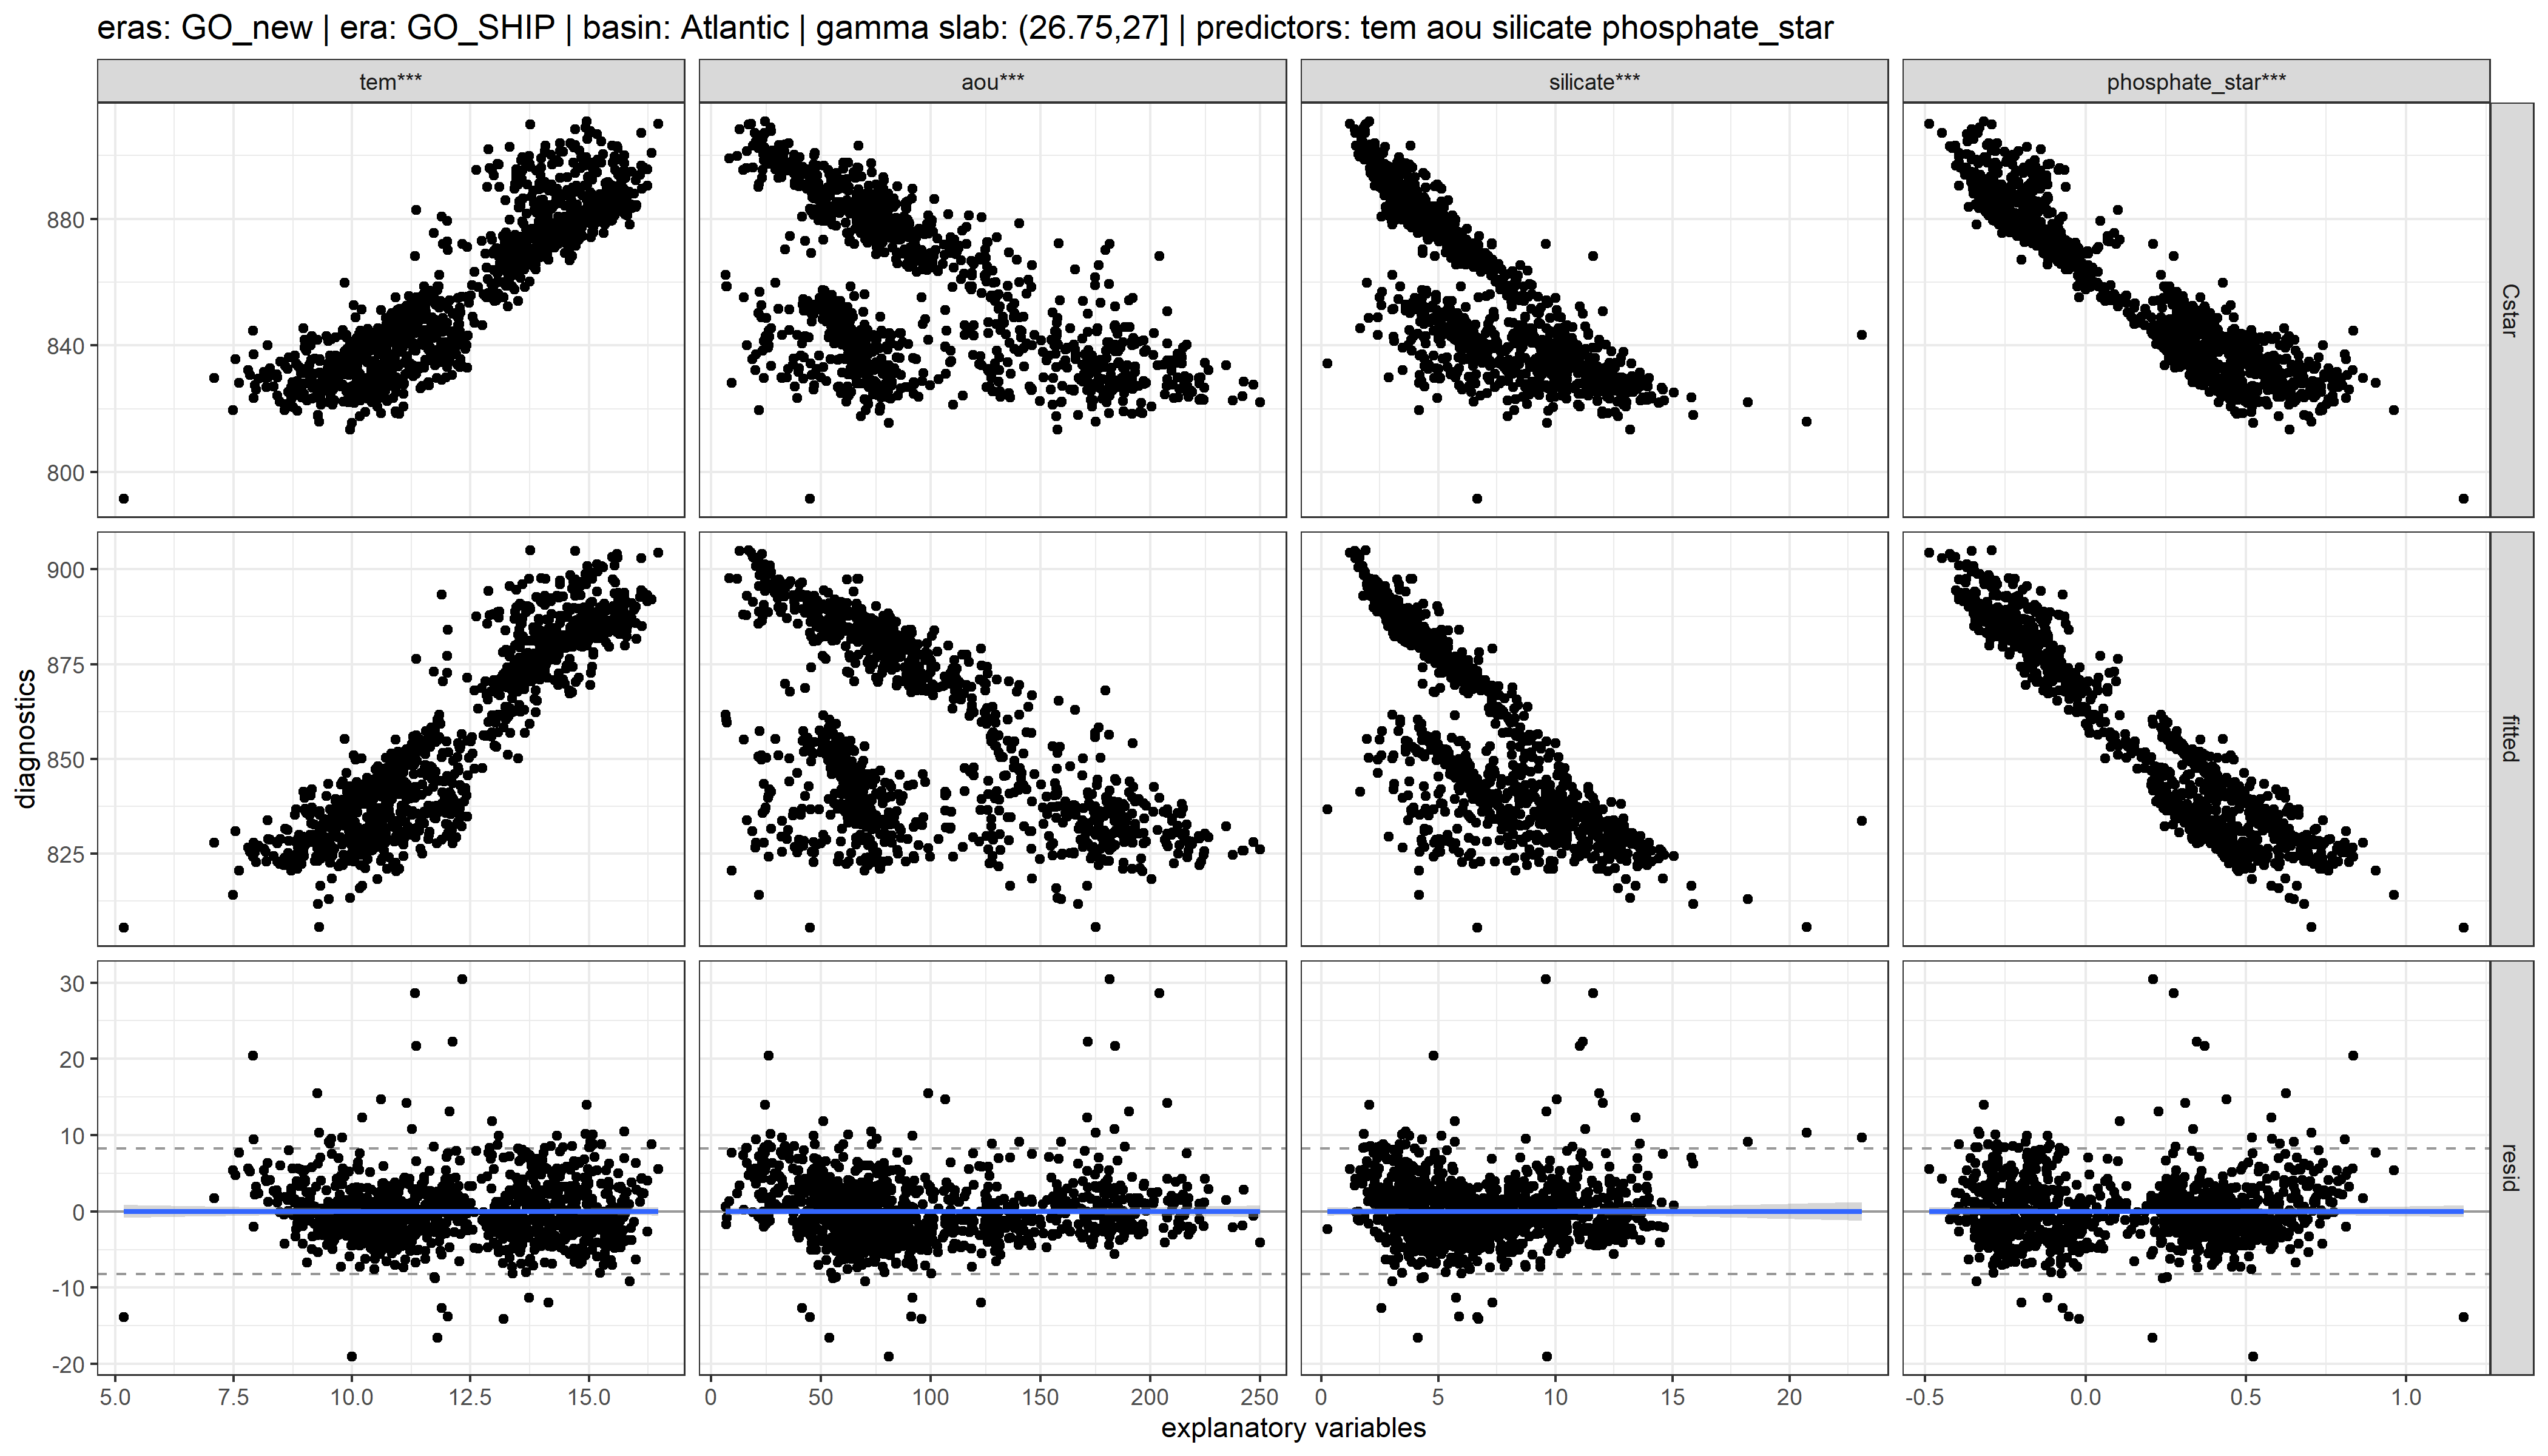 eras: GO_new | era: GO_SHIP | basin: Atlantic | gamma slab: (26.75,27] | predictors: tem aou silicate phosphate_star
tem*** aou*** silicate*** phosphate_star***
880
840
800
Cstar
900
875
850
825
fitted
diagnostics
30
20
10
0
-10
-20
resid
5.0 7.5 10.0 12.5 15.0 0 50 100 150 200 250 0 5 10 15 20 -0.5 0.0 0.5 1.0
explanatory variables